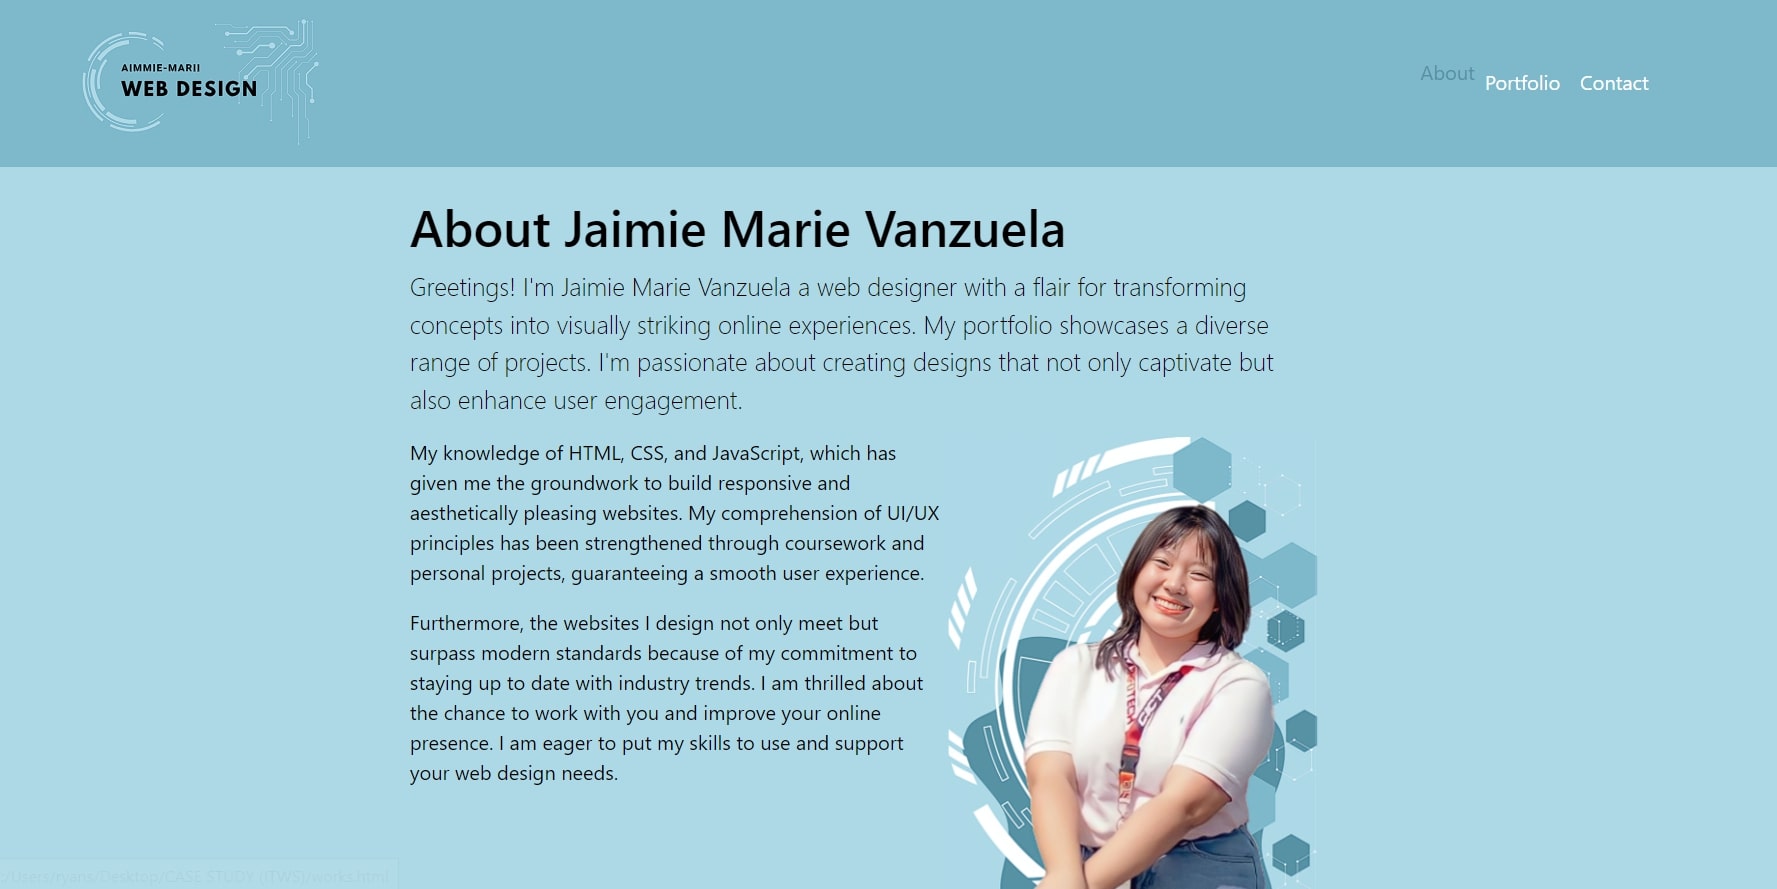 AIMMIE-MARII
WEB DESIGN
About
Portfolio
Contact
About Jaimie Marie Vanzuela
Greetings! I'm Jaimie Marie Vanzuela a web designer with a flair for transforming
concepts into visually striking online experiences. My portfolio showcases a diverse
range of projects. I'm passionate about creating designs that not only captivate but
also enhance user engagement.
My knowledge of HTML, CSS, and JavaScript, which has
given me the groundwork to build responsive and
aesthetically pleasing websites. My comprehension of UI/UX
principles has been strengthened through coursework and
personal projects, guaranteeing a smooth user experience.
Furthermore, the websites I design not only meet but
surpass modern standards because of my commitment to
staying up to date with industry trends. I am thrilled about
the chance to work with you and improve your online
presence. I am eager to put my skills to use and support
your web design needs.
:/Users/ryans/Desktop/CASE STUDY (ITWS)/works.html